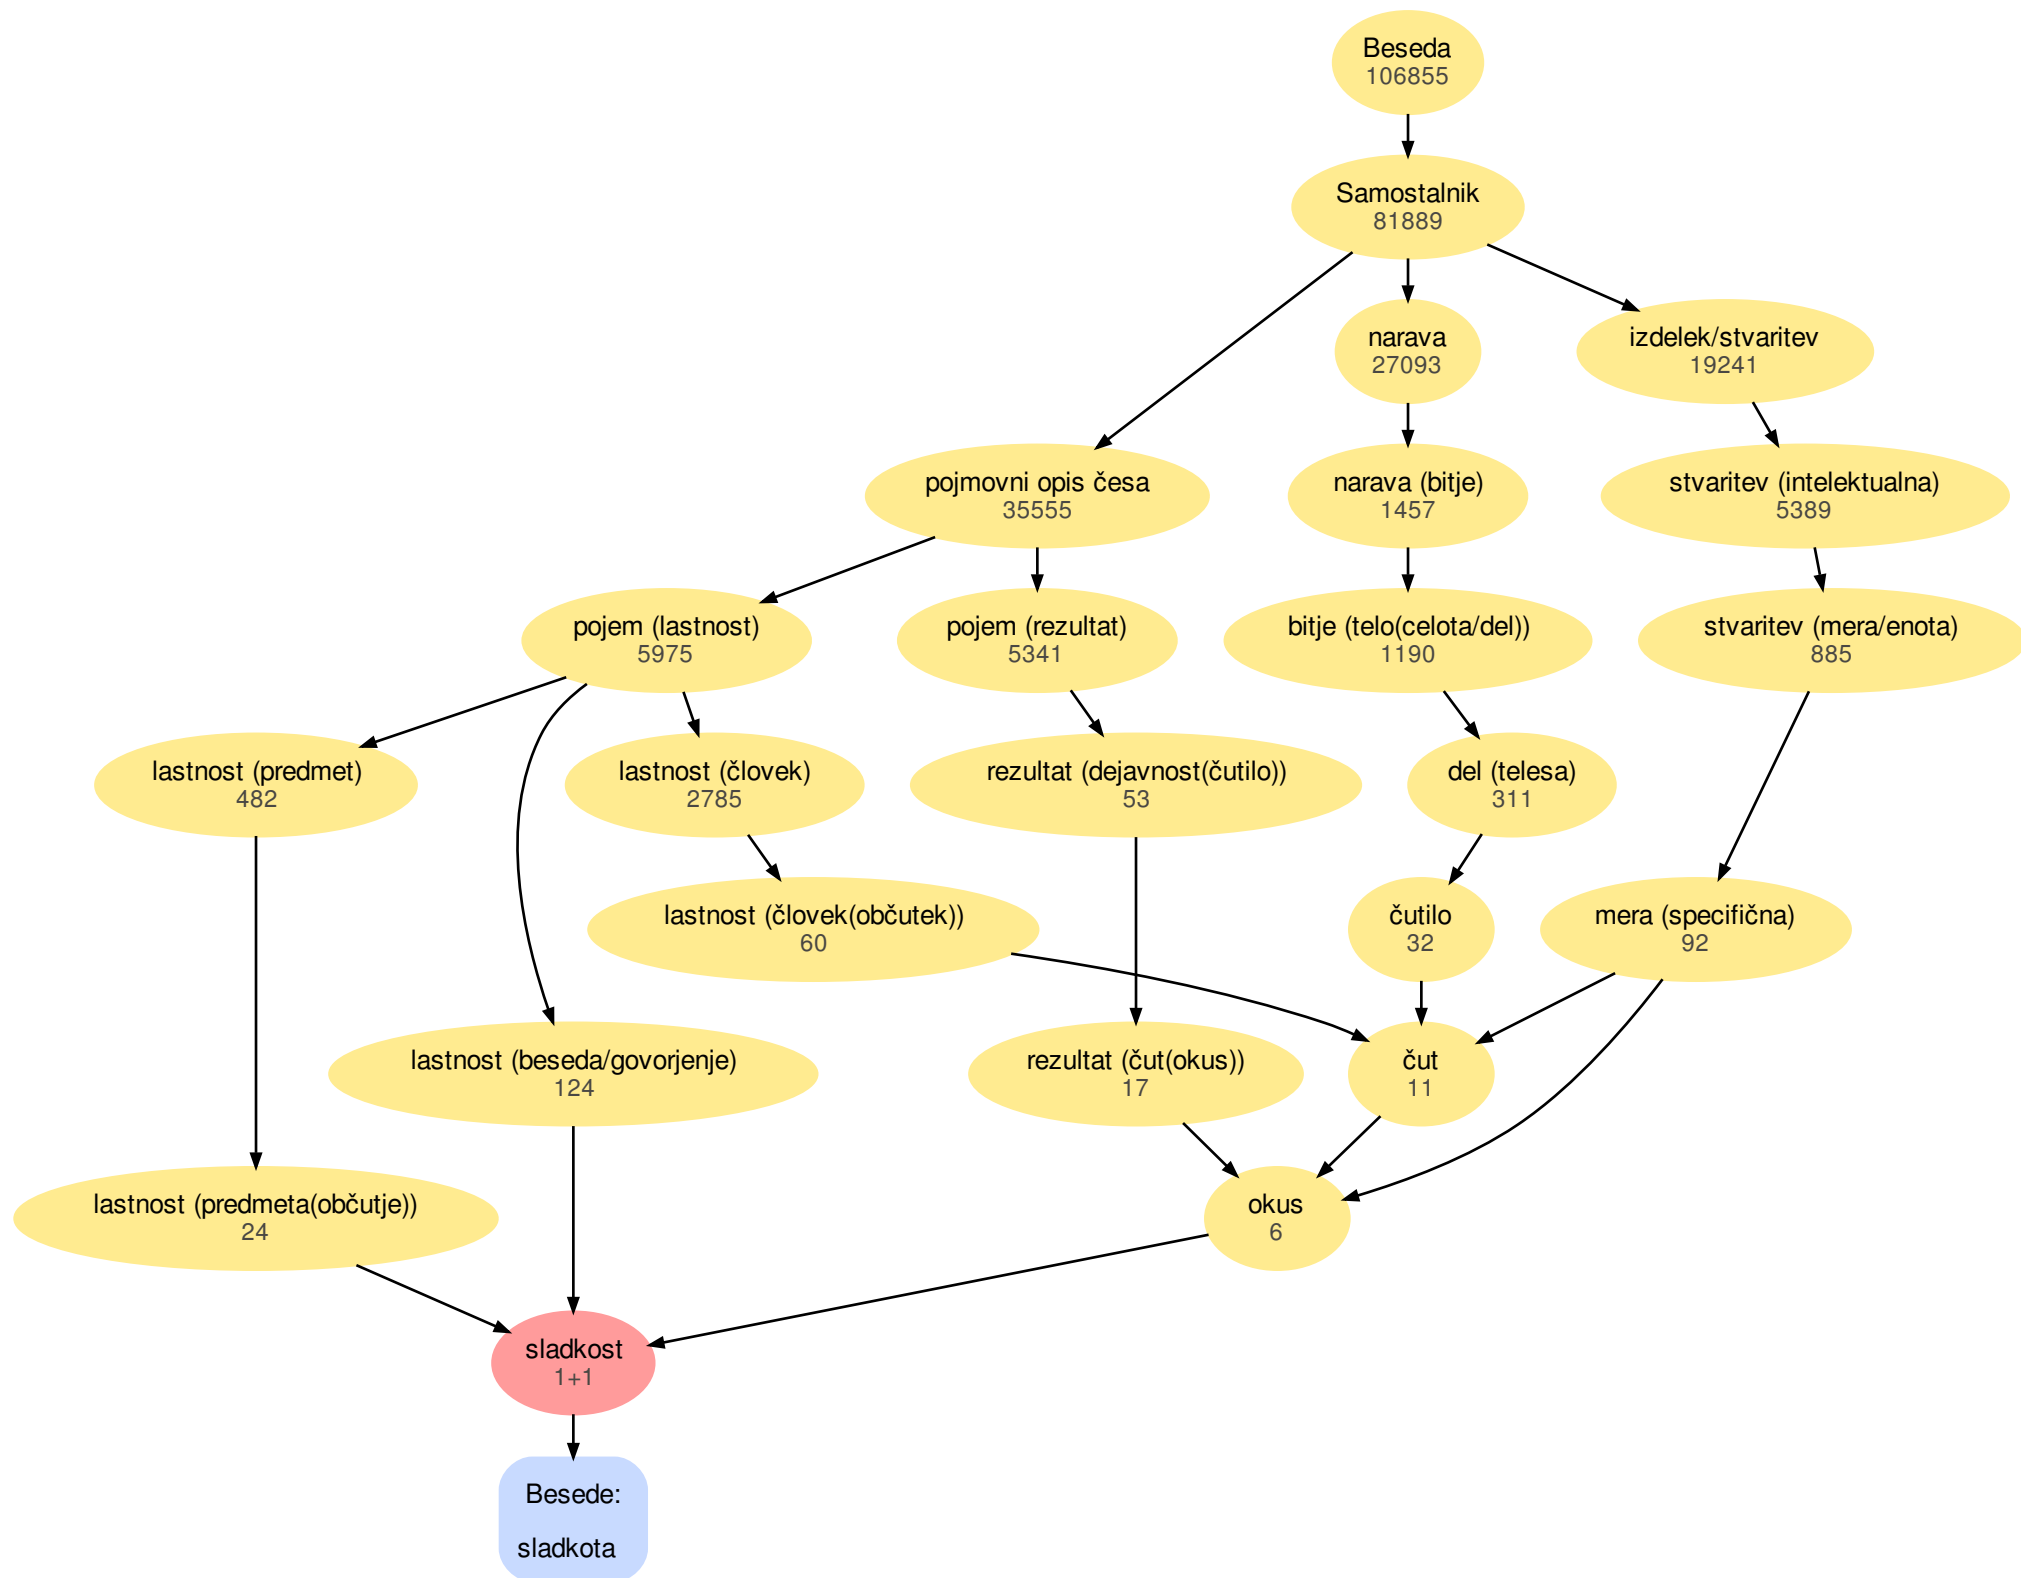 Beseda
106855
Samostalnik
81889
narava
27093
izdelek/stvaritev
19241
pojmovni opis česa
35555
narava (bitje)
1457
stvaritev (intelektualna)
5389
pojem (lastnost)
5975
pojem (rezultat)
5341
bitje (telo(celota/del))
1190
stvaritev (mera/enota)
885
lastnost (predmet)
482
lastnost (človek)
2785
rezultat (dejavnost(čutilo))
53
del (telesa)
311
lastnost (človek(občutek))
60
čutilo
32
mera (specifična)
92
lastnost (beseda/govorjenje)
124
rezultat (čut(okus))
17
čut
11
lastnost (predmeta(občutje))
24
okus
6
sladkost
1+1
Besede:
sladkota